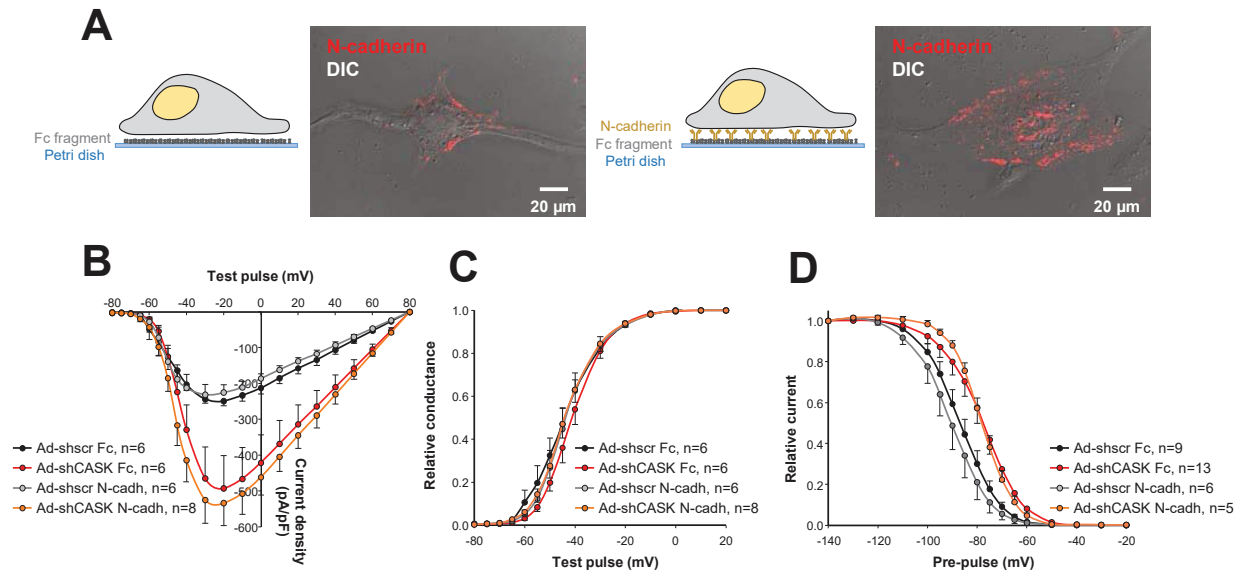 A
N-cadherin
DIC
Fc fragment
Petri dish
20 µm
N-cadherin
Fc fragment
Petri dish
N-cadherin
DIC
20 µm
B
Test pulse (mV)
-80 -60 -40 -20 0 20 40 60 80
-100
-200
-300
-400
-500
-600
Current density
(pA/pF)
Ad-shscr Fc, n=6
Ad-shCASK Fc, n=6
Ad-shscr N-cadh, n=6
Ad-shCASK N-cadh, n=8
C
Relative conductance
1.0
0.8
0.6
0.4
0.2
0.0
-80 -60 -40 -20 0 20
Test pulse (mV)
Ad-shscr Fc, n=6
Ad-shCASK Fc, n=6
Ad-shscr N-cadh, n=6
Ad-shCASK N-cadh, n=8
D
Relative current
1.0
0.8
0.6
0.4
0.2
0.0
-140 -120 -100 -80 -60 -40 -20
Pre-pulse (mV)
Ad-shscr Fc, n=9
Ad-shCASK Fc, n=13
Ad-shscr N-cadh, n=6
Ad-shCASK N-cadh, n=5